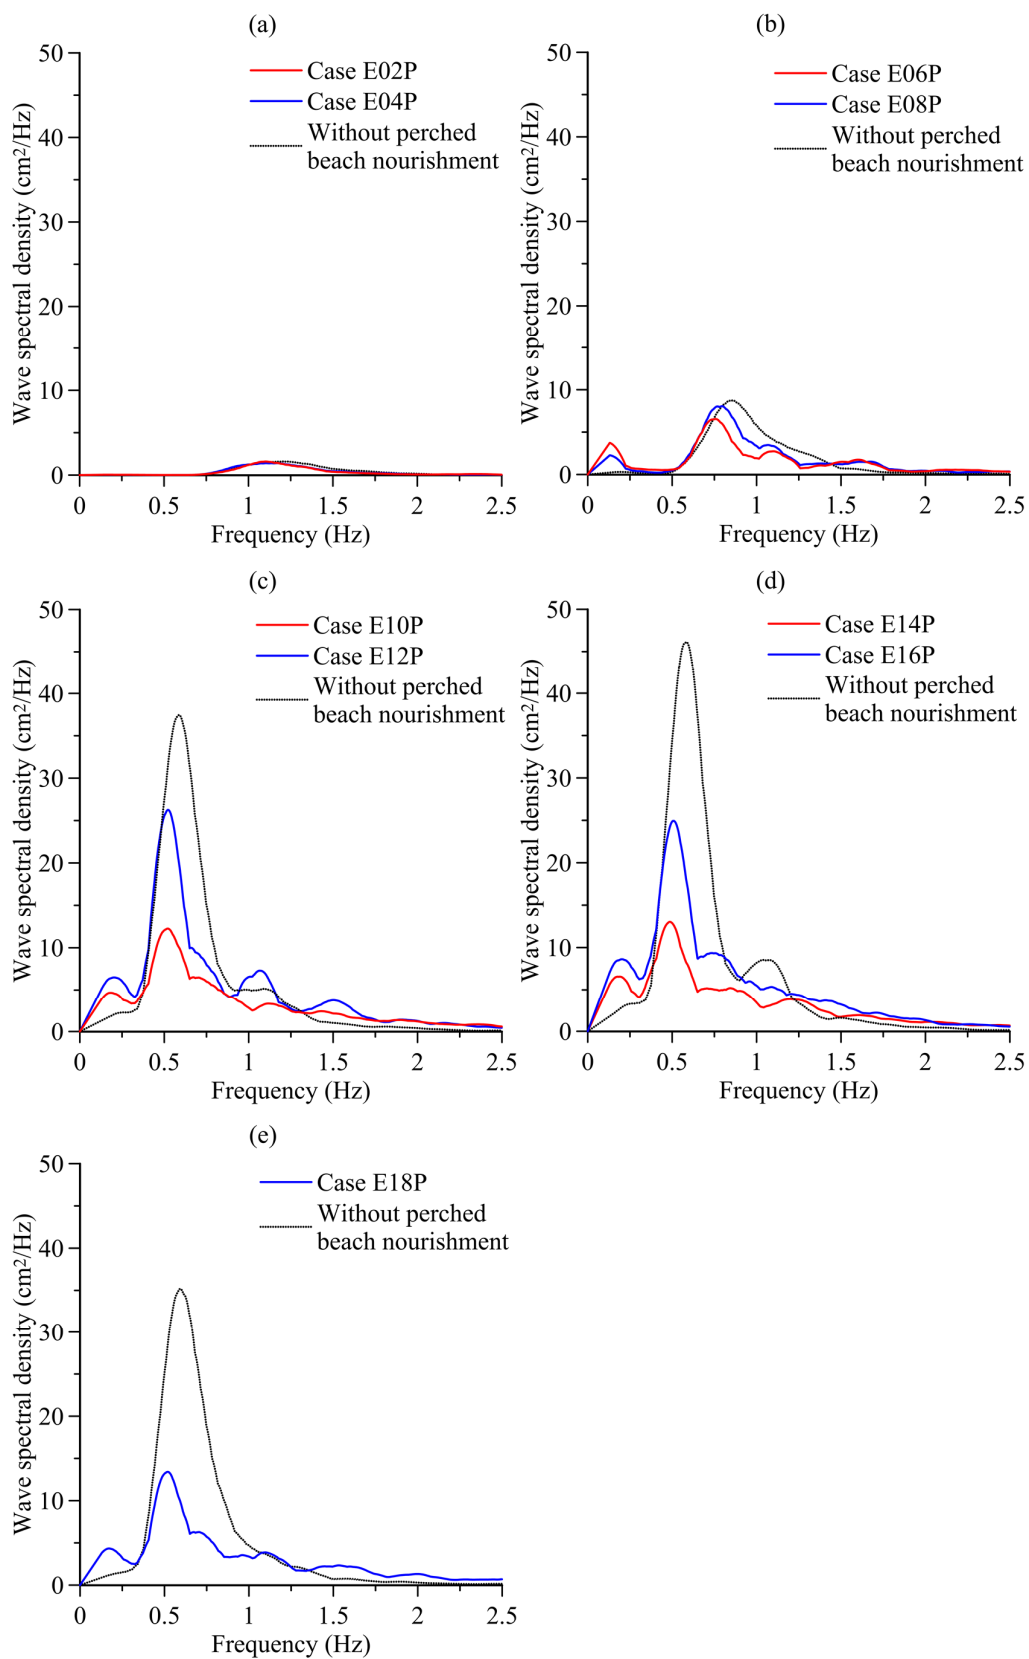 (a)
50
40
30
20
10
0
Wave spectral density (cm2/Hz)
Case E02P
Case E04P
Without perched
beach nourishment
0 0.5 1 1.5 2 2.5
Frequency (Hz)
(b)
50
40
30
20
10
0
Wave spectral density (cm2/Hz)
Case E06P
Case E08P
Without perched
beach nourishment
0 0.5 1 1.5 2 2.5
Frequency (Hz)
(c)
50
40
30
20
10
0
Wave spectral density (cm2/Hz)
Case E10P
Case E12P
Without perched
beach nourishment
0 0.5 1 1.5 2 2.5
Frequency (Hz)
(d)
50
40
30
20
10
0
Wave spectral density (cm2/Hz)
Case E14P
Case E16P
Without perched
beach nourishment
0 0.5 1 1.5 2 2.5
Frequency (Hz)
(e)
50
40
30
20
10
0
Wave spectral density (cm2/Hz)
Case E18P
Without perched
beach nourishment
0 0.5 1 1.5 2 2.5
Frequency (Hz)